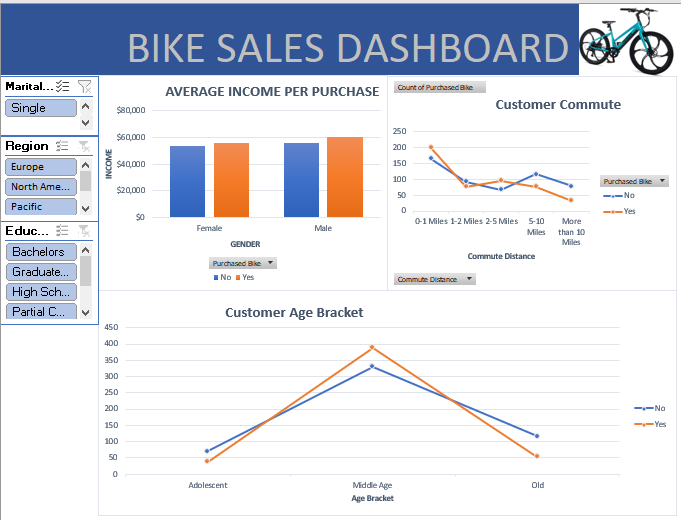 BIKE SALES DASHBOARD
Marital...
Single
Region
Europe
North Ame...
Pacific
Educ...
Bachelors
Graduate...
High Sch...
Partial C...
AVERAGE INCOME PER PURCHASE
$80,000
$60,000
$40,000
$20,000
$0
INCOME
Female Male
GENDER
Purchased Bike
No Yes
Count of Purchased Bike
Customer Commute
250
200
150
100
50
0
0-1 Miles 1-2 Miles 2-5 Miles 5-10 Miles More than 10 Miles
Commute Distance
Purchased Bike
No
Yes
Commute Distance
Customer Age Bracket
450
400
350
300
250
200
150
100
50
0
Adolescent Middle Age Old
Age Bracket
No
Yes